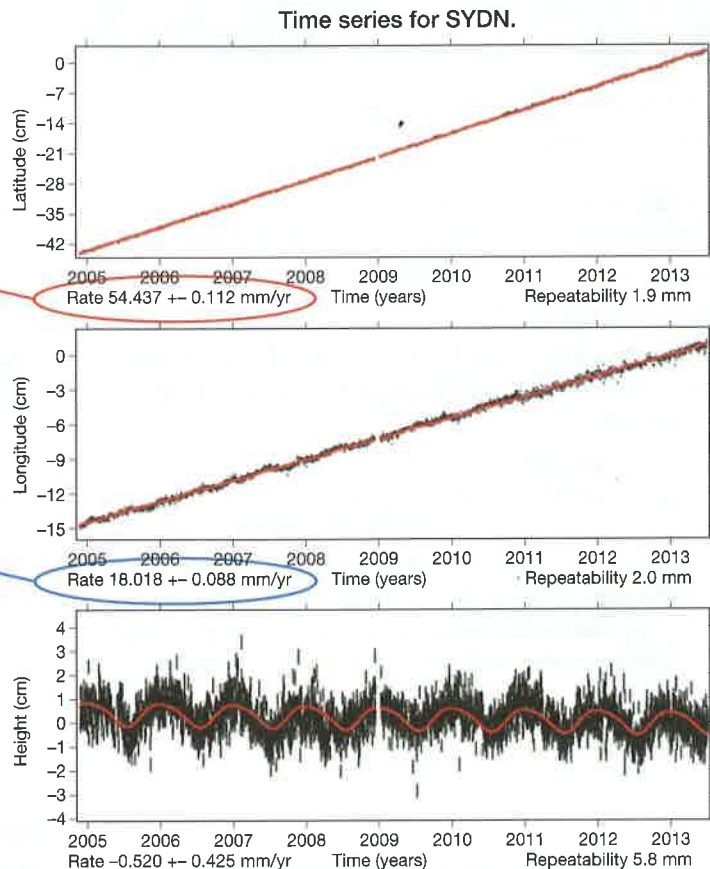 Time series for SYDN.
0
−7
−14
−21
−28
−35
−42
Latitude (cm)
2005 2006 2007 2008 2009 2010 2011 2012 2013
Rate 54.437 +− 0.112 mm/yr Time (years) Repeatability 1.9 mm
0
−3
−6
−9
−12
−15
Longitude (cm)
2005 2006 2007 2008 2009 2010 2011 2012 2013
Rate 18.018 +− 0.088 mm/yr Time (years) Repeatability 2.0 mm
4
3
2
1
0
−1
−2
−3
−4
Height (cm)
2005 2006 2007 2008 2009 2010 2011 2012 2013
Rate −0.520 +− 0.425 mm/yr Time (years) Repeatability 5.8 mm